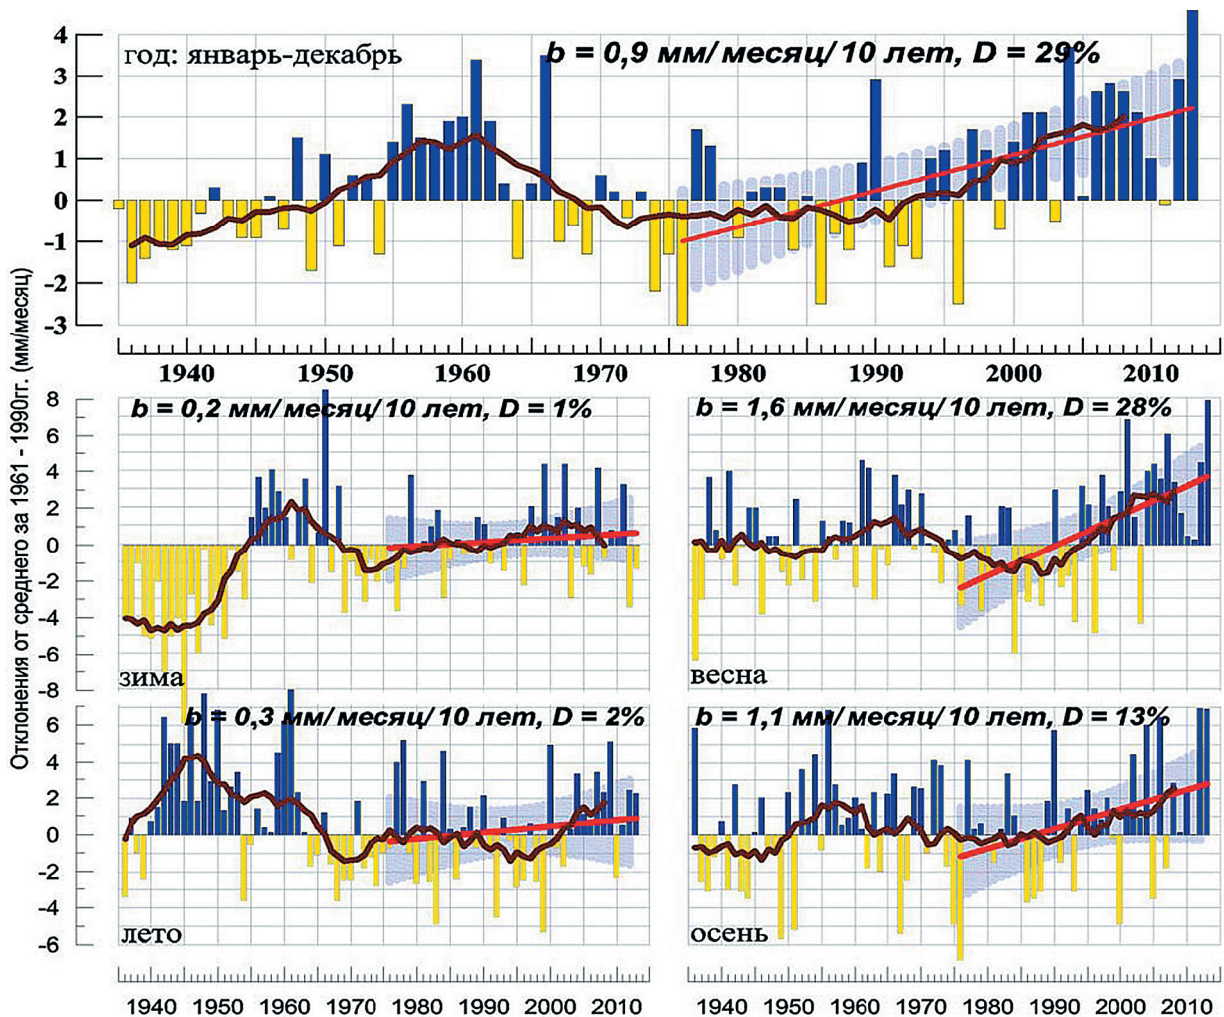 Отклонения от среднего за 1961 - 1990гг. (мм/месяц)
год: январь-декабрь
b = 0,9 мм/месяц/10 лет, D = 29%
4
3
2
1
0
-1
-2
-3
1940 1950 1960 1970 1980 1990 2000 2010
b = 0,2 мм/месяц/10 лет, D = 1%
8
6
4
2
0
-2
-4
-6
-8
зима
b = 1,6 мм/месяц/10 лет, D = 28%
весна
b = 0,3 мм/месяц/10 лет, D = 2%
6
4
2
0
-2
-4
-6
лето
b = 1,1 мм/месяц/10 лет, D = 13%
осень
1940 1950 1960 1970 1980 1990 2000 2010
1940 1950 1960 1970 1980 1990 2000 2010